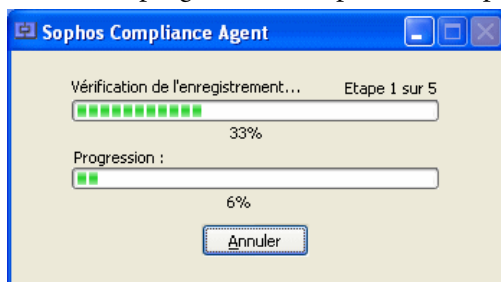 Sophos Compliance Agent
Vérification de l'enregistrement... Etape 1 sur 5
33%
Progression :
6%
Annuler